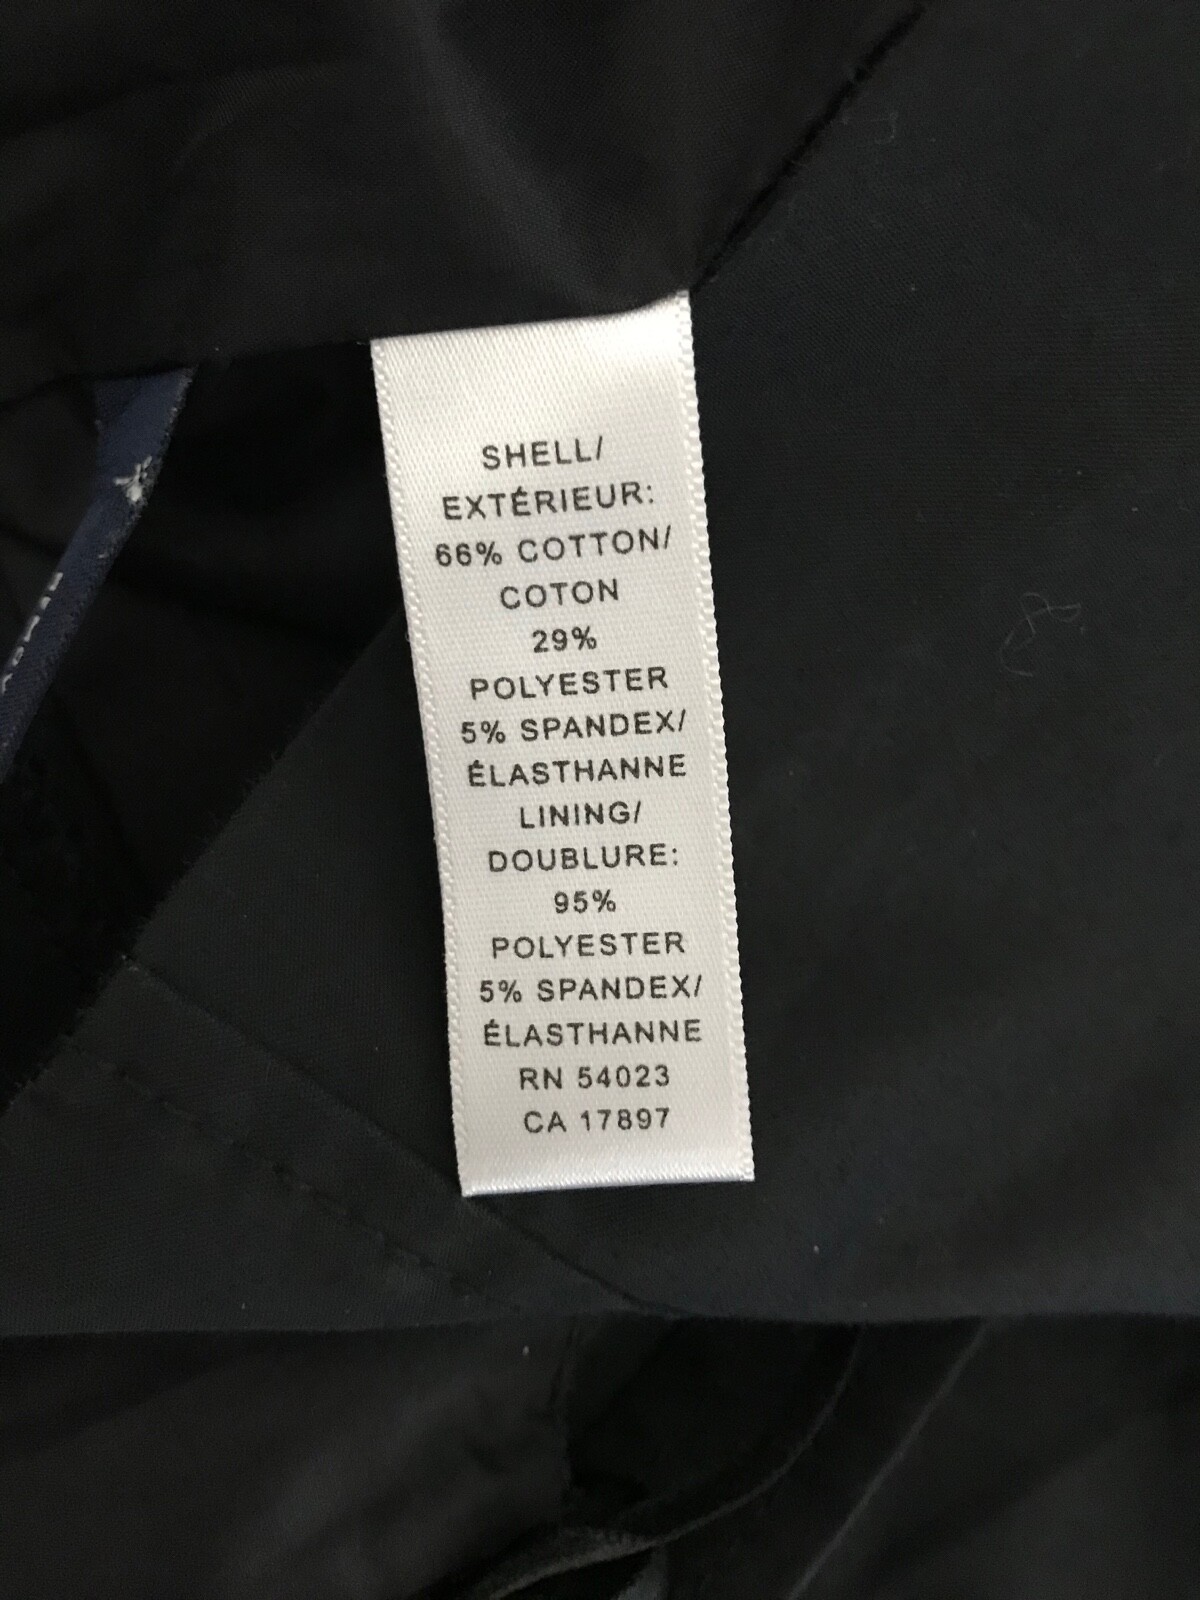 SHELL/
EXTÉRIEUR:
66% COTTON/
COTON
29%
POLYESTER
5% SPANDEX/
ÉLASTHANNE
LINING/
DOUBLURE:
95%
POLYESTER
5% SPANDEX/
ÉLASTHANNE
RN 54023
CA 17897